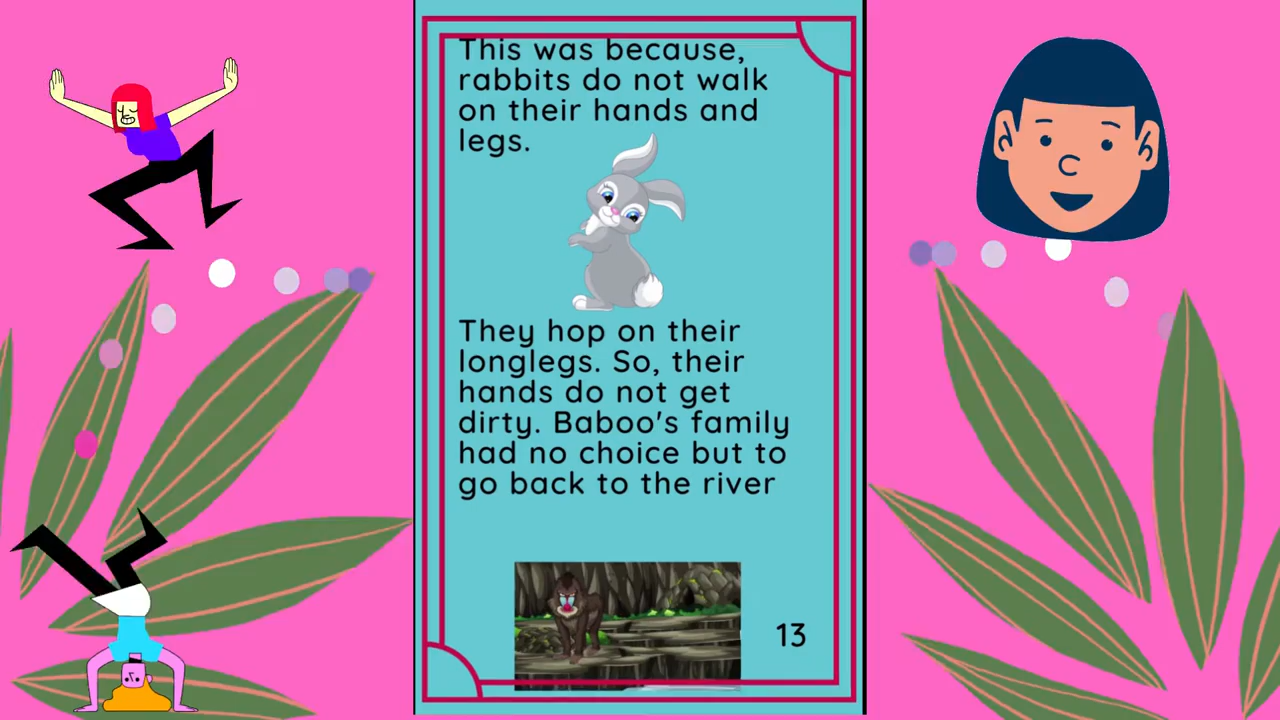 This was because,
rabbits do not walk
on their hands and
legs.
They hop on their
longlegs. So, their
hands do not get
dirty. Baboo's family
had no choice but to
go back to the river
13